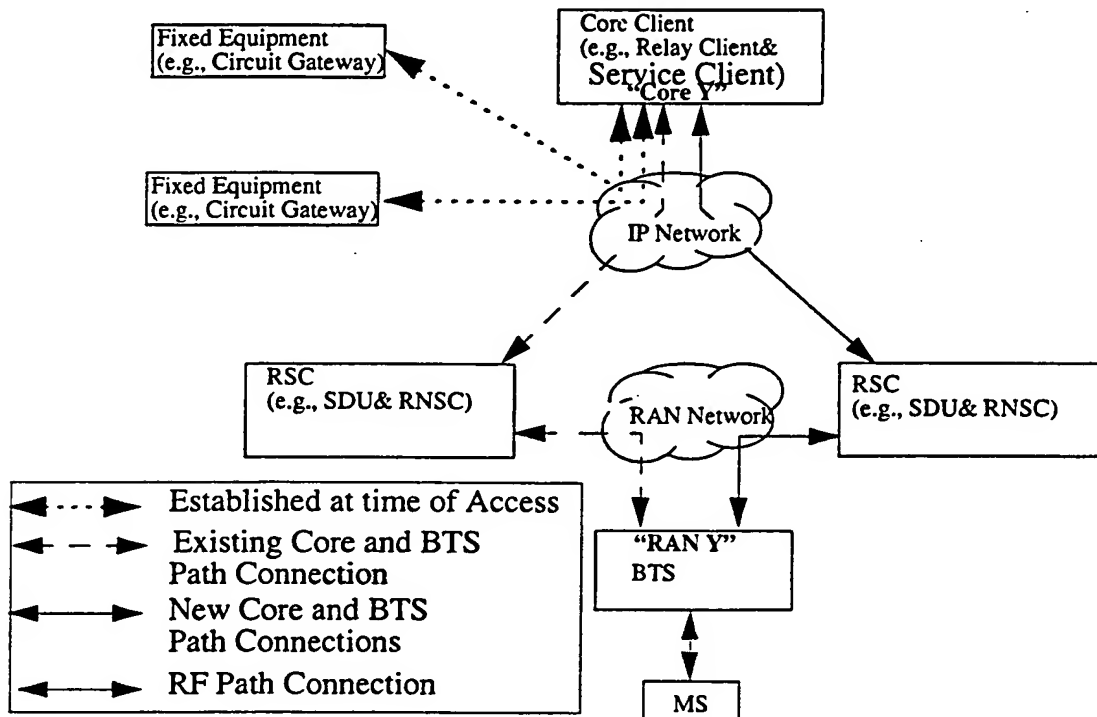 Fixed Equipment
(e.g., Circuit Gateway)
Core Client
(e.g., Relay Client&
Service Client)
"Core Y"
Fixed Equipment
(e.g., Circuit Gateway)
IP Network
RSC
(e.g., SDU& RNSC)
RAN Network
RSC
(e.g., SDU& RNSC)
Established at time of Access
Existing Core and BTS
Path Connection
New Core and BTS
Path Connections
RF Path Connection
"RAN Y"
BTS
MS